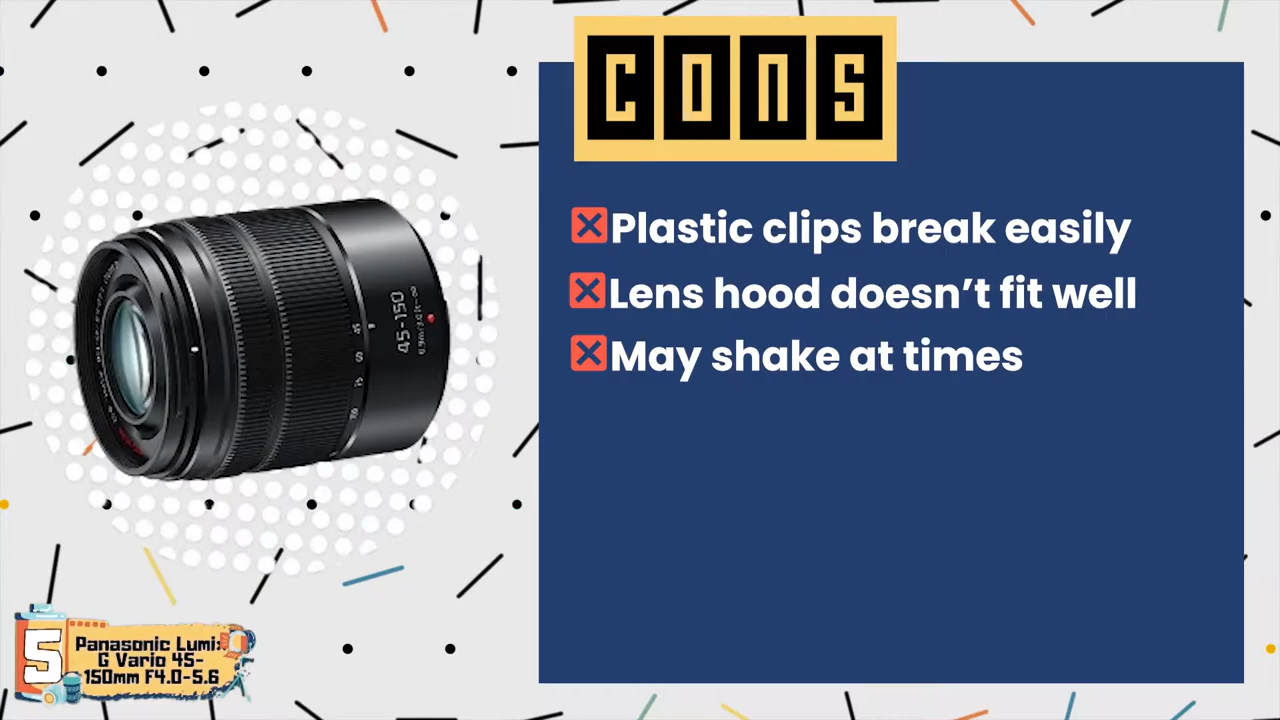 CONS
Plastic clips break easily
Lens hood doesn’t fit well
May shake at times
45-150
45
5
Panasonic Lumix
G Vario 45-
150mm F4.0-5.6